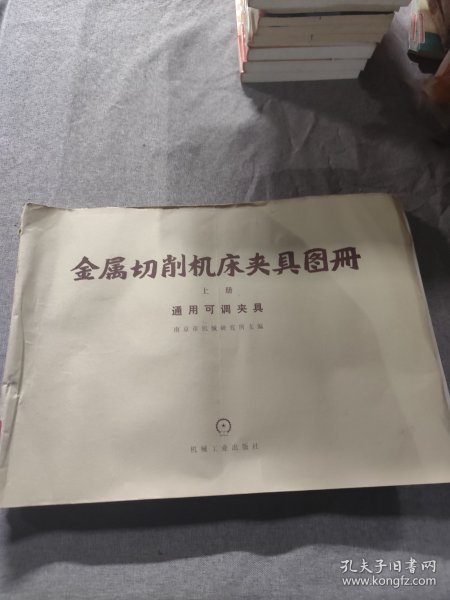 金属切削机床夹具图册
上册
通用可调夹具
南京市机械研究所主编
机械工业出版社
孔夫子旧书网
www.kongfz.com